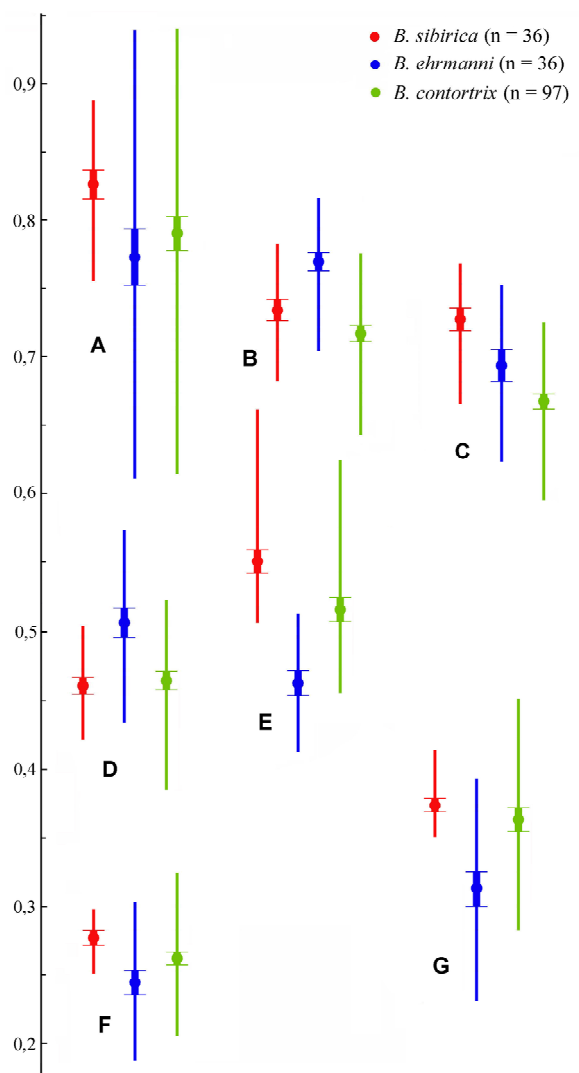 B. sibirica (n = 36)
B. ehrmanni (n = 36)
B. contortrix (n = 97)
0,9
0,8
A
B
0,7
C
0,6
0,5
E
D
0,4
G
0,3
F
0,2